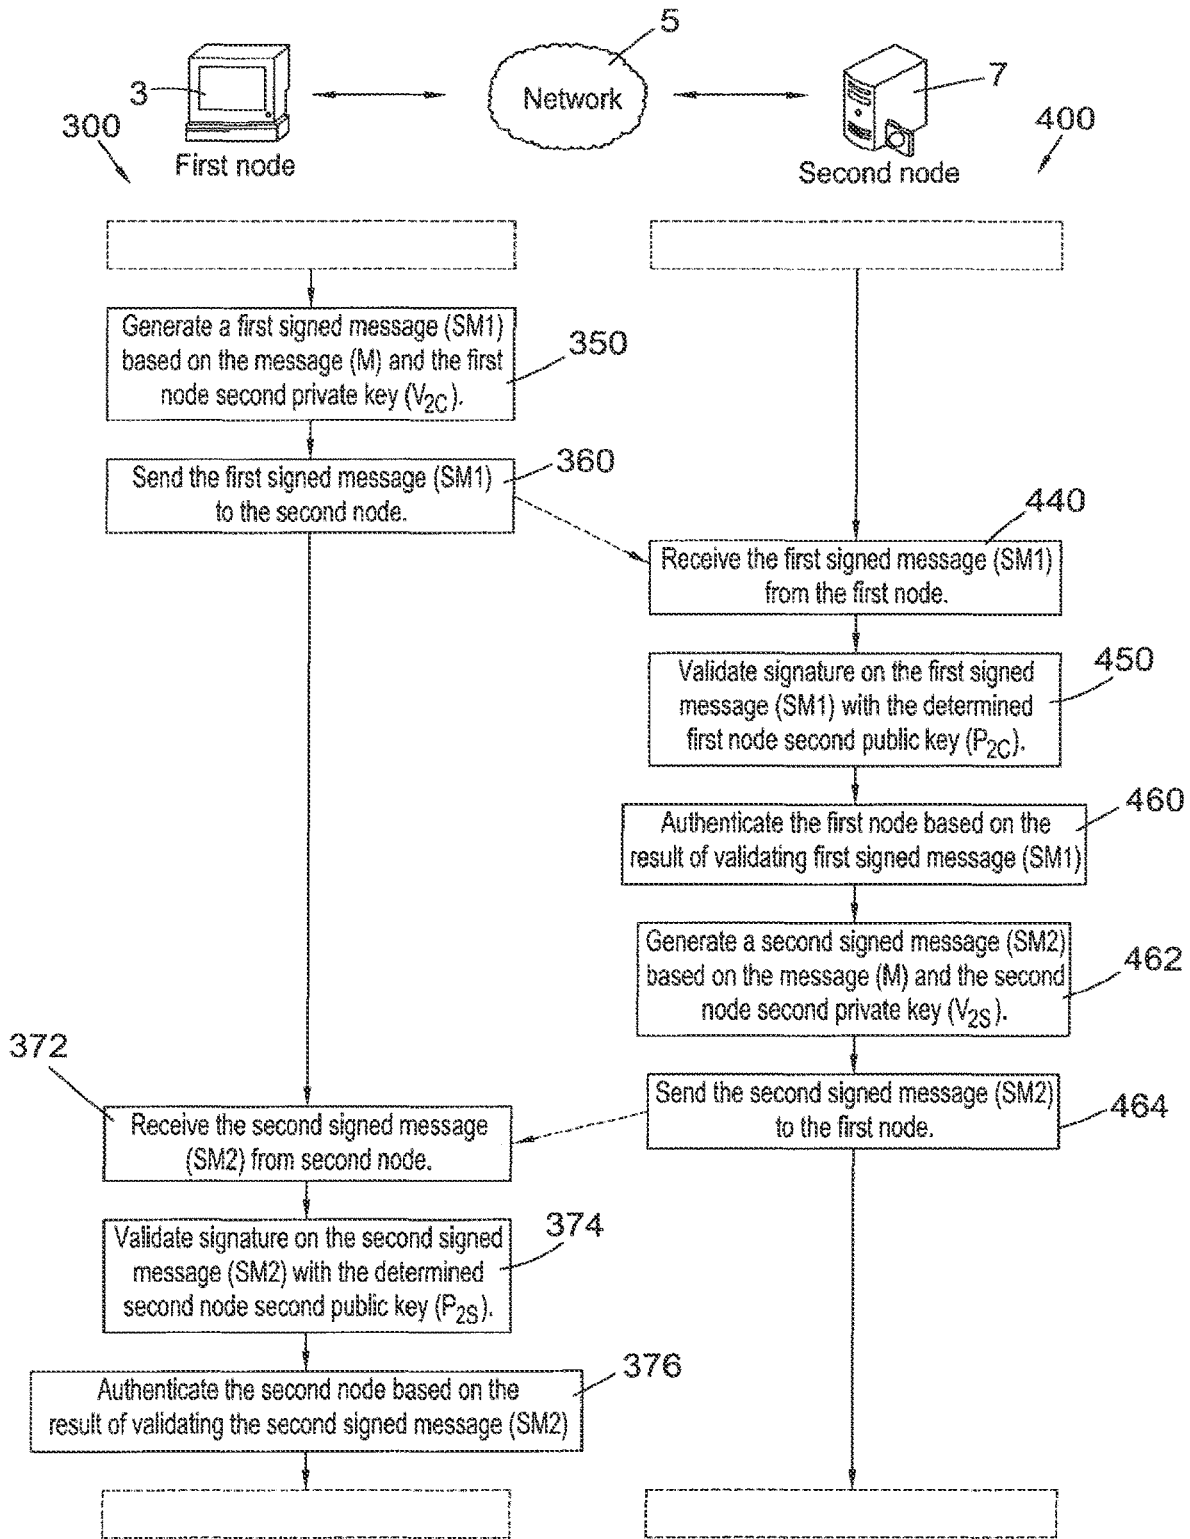 5
3
Network
7
300
400
First node
Second node
Generate a first signed message (SM1)
based on the message (M) and the first
node second private key (V2C).
350
Send the first signed message (SM1)
to the second node.
360
440
Receive the first signed message (SM1)
from the first node.
Validate signature on the first signed
message (SM1) with the determined
first node second public key (P2C).
450
Authenticate the first node based on the
result of validating first signed message (SM1)
460
Generate a second signed message (SM2)
based on the message (M) and the second
node second private key (V2S).
462
Send the second signed message (SM2)
to the first node.
464
372
Receive the second signed message
(SM2) from second node.
Validate signature on the second signed
message (SM2) with the determined
second node second public key (P2S).
374
Authenticate the second node based on the
result of validating the second signed message (SM2)
376